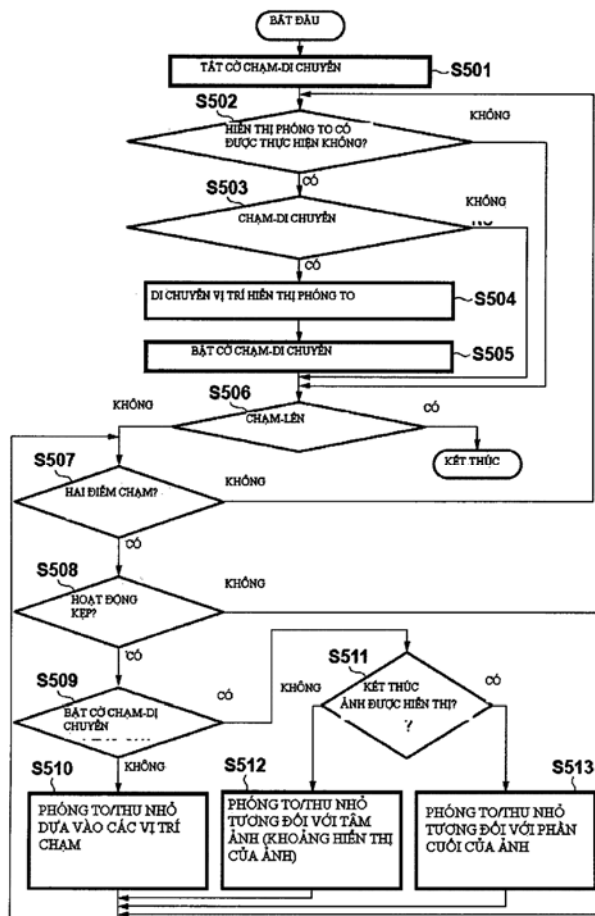 BẮT ĐẦU
TẮT CỜ CHẠM-DI CHUYỂN
S501
S502
HIỂN THỊ PHÓNG TO CÓ
ĐƯỢC THỰC HIỆN KHÔNG?
KHÔNG
CÓ
S503
CHẠM-DI CHUYỂN
KHÔNG
CÓ
DI CHUYỂN VỊ TRÍ HIỂN THỊ PHÓNG TO
S504
BẬT CỜ CHẠM-DI CHUYỂN
S505
S506
KHÔNG
CHẠM-LÊN
CÓ
KẾT THÚC
S507
HAI ĐIỂM CHẠM?
KHÔNG
CÓ
S508
HOẠT ĐỘNG
KẸP?
KHÔNG
CÓ
S509
BẬT CỜ CHẠM-DI
CHUYỂN
CÓ
KHÔNG
S511
KẾT THÚC
ẢNH ĐƯỢC HIỂN THỊ?
?
KHÔNG
CÓ
S510
PHÓNG TO/THU NHỎ
DỰA VÀO CÁC VỊ TRÍ
CHẠM
S512
PHÓNG TO/THU NHỎ
TƯƠNG ĐỐI VỚI TÂM
ẢNH (KHOẢNG HIỂN THỊ
CỦA ẢNH)
S513
PHÓNG TO/THU NHỎ
TƯƠNG ĐỐI VỚI PHẦN
CUỐI CỦA ẢNH